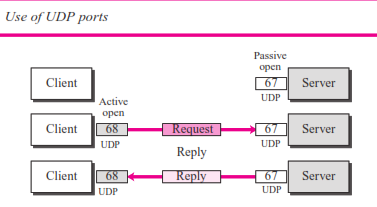 Use of UDP ports
Passive
open
Client
67
Server
UDP
Active
open
Client
68
Request
67
Server
UDP
UDP
Reply
Client
68
Reply
67
Server
UDP
UDP